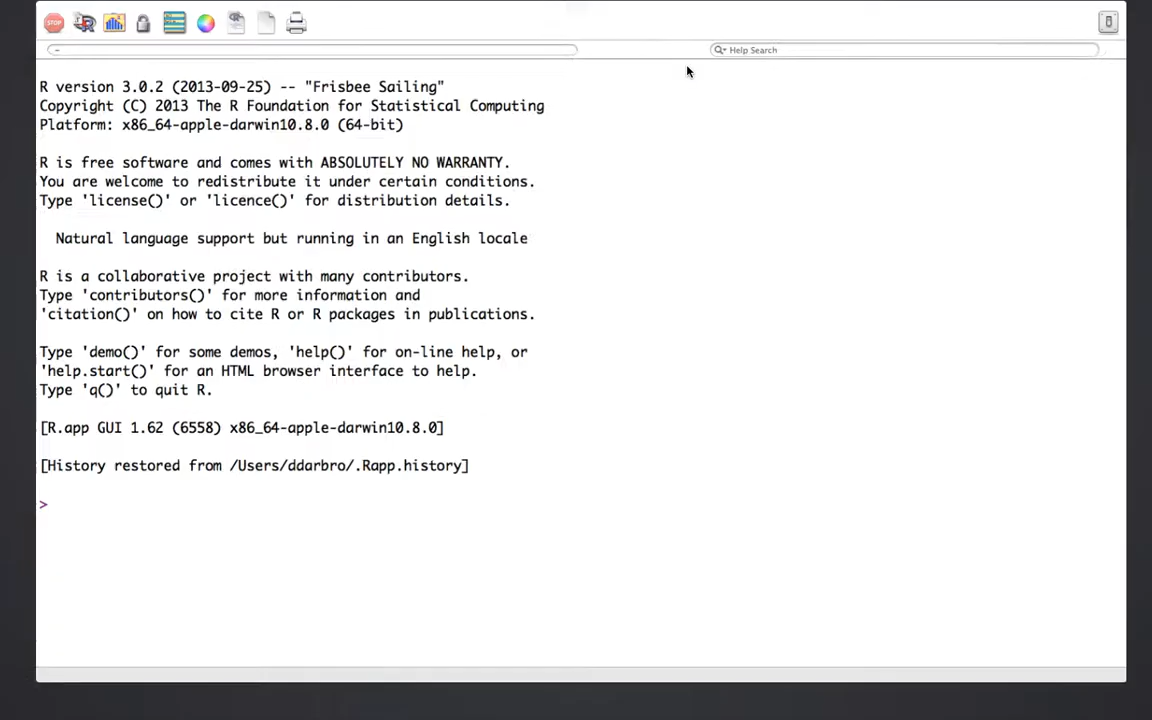 STOP
Help Search
R version 3.0.2 (2013-09-25) -- "Frisbee Sailing"
Copyright (C) 2013 The R Foundation for Statistical Computing
Platform: x86_64-apple-darwin10.8.0 (64-bit)
R is free software and comes with ABSOLUTELY NO WARRANTY.
You are welcome to redistribute it under certain conditions.
Type 'license()' or 'licence()' for distribution details.
Natural language support but running in an English locale
R is a collaborative project with many contributors.
Type 'contributors()' for more information and
'citation()' on how to cite R or R packages in publications.
Type 'demo()' for some demos, 'help()' for on-line help, or
'help.start()' for an HTML browser interface to help.
Type 'q()' to quit R.
[R.app GUI 1.62 (6558) x86_64-apple-darwin10.8.0]
[History restored from /Users/ddarbro/.Rapp.history]
>